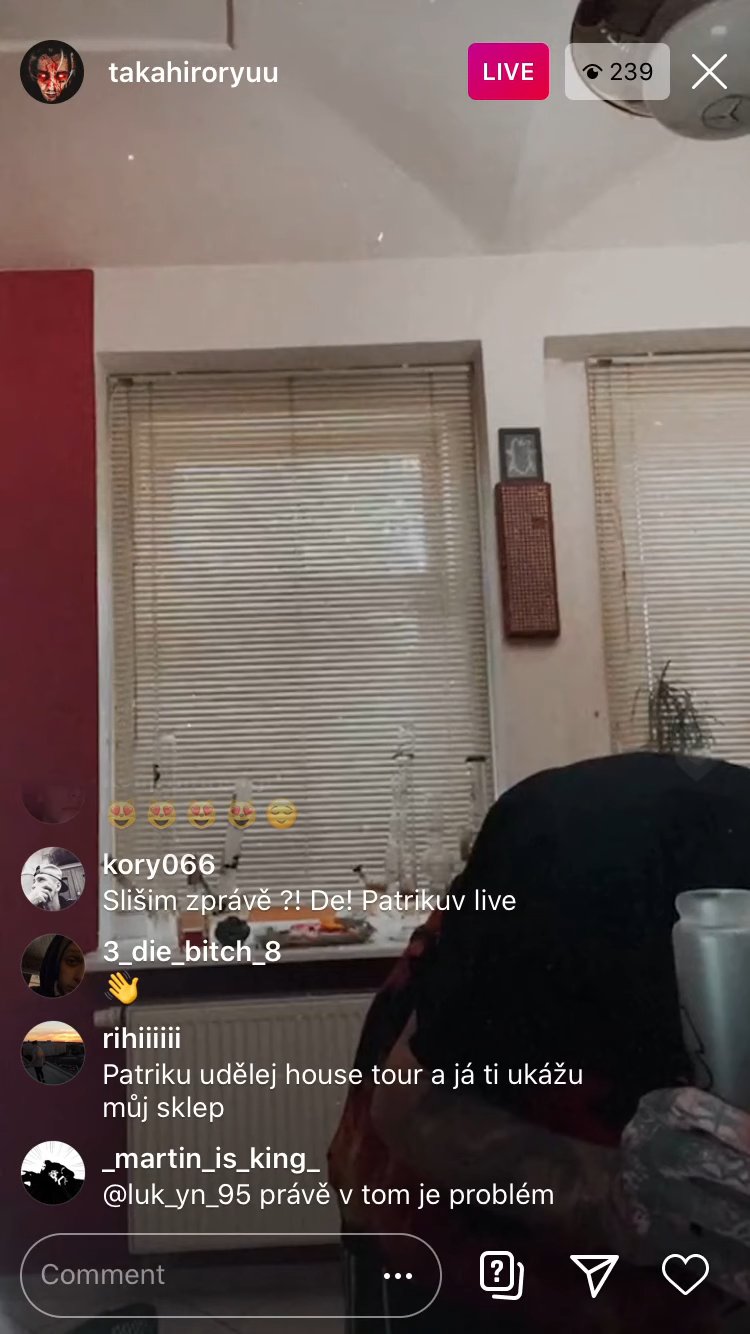 takahiroryuu
LIVE
239
kory066
Slišim zprávě ?! De! Patrikuv live
3_die_bitch_8
rihiiiiii
Patriku udělej house tour a já ti ukážu
můj sklep
_martin_is_king_
@luk_yn_95 právě v tom je problém
Comment